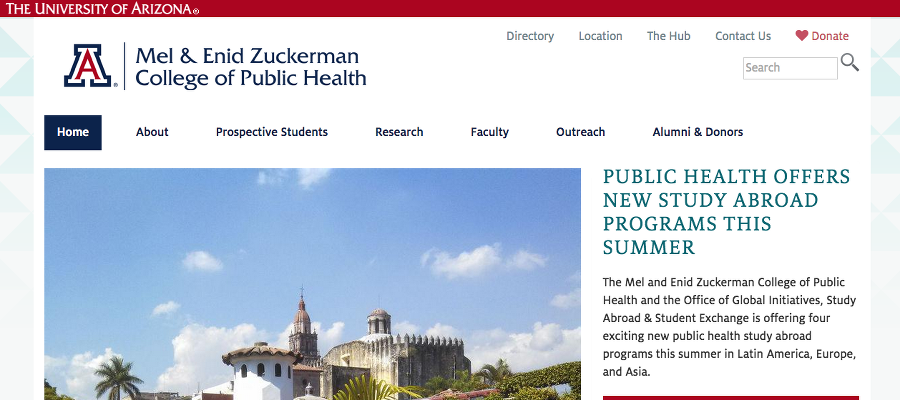 THE UNIVERSITY OF ARIZONA®
Directory Location The Hub Contact Us Donate
A® Mel & Enid Zuckerman
College of Public Health
Search
Home About Prospective Students Research Faculty Outreach Alumni & Donors
PUBLIC HEALTH OFFERS
NEW STUDY ABROAD
PROGRAMS THIS
SUMMER
The Mel and Enid Zuckerman College of Public
Health and the Office of Global Initiatives, Study
Abroad & Student Exchange is offering four
exciting new public health study abroad
programs this summer in Latin America, Europe,
and Asia.